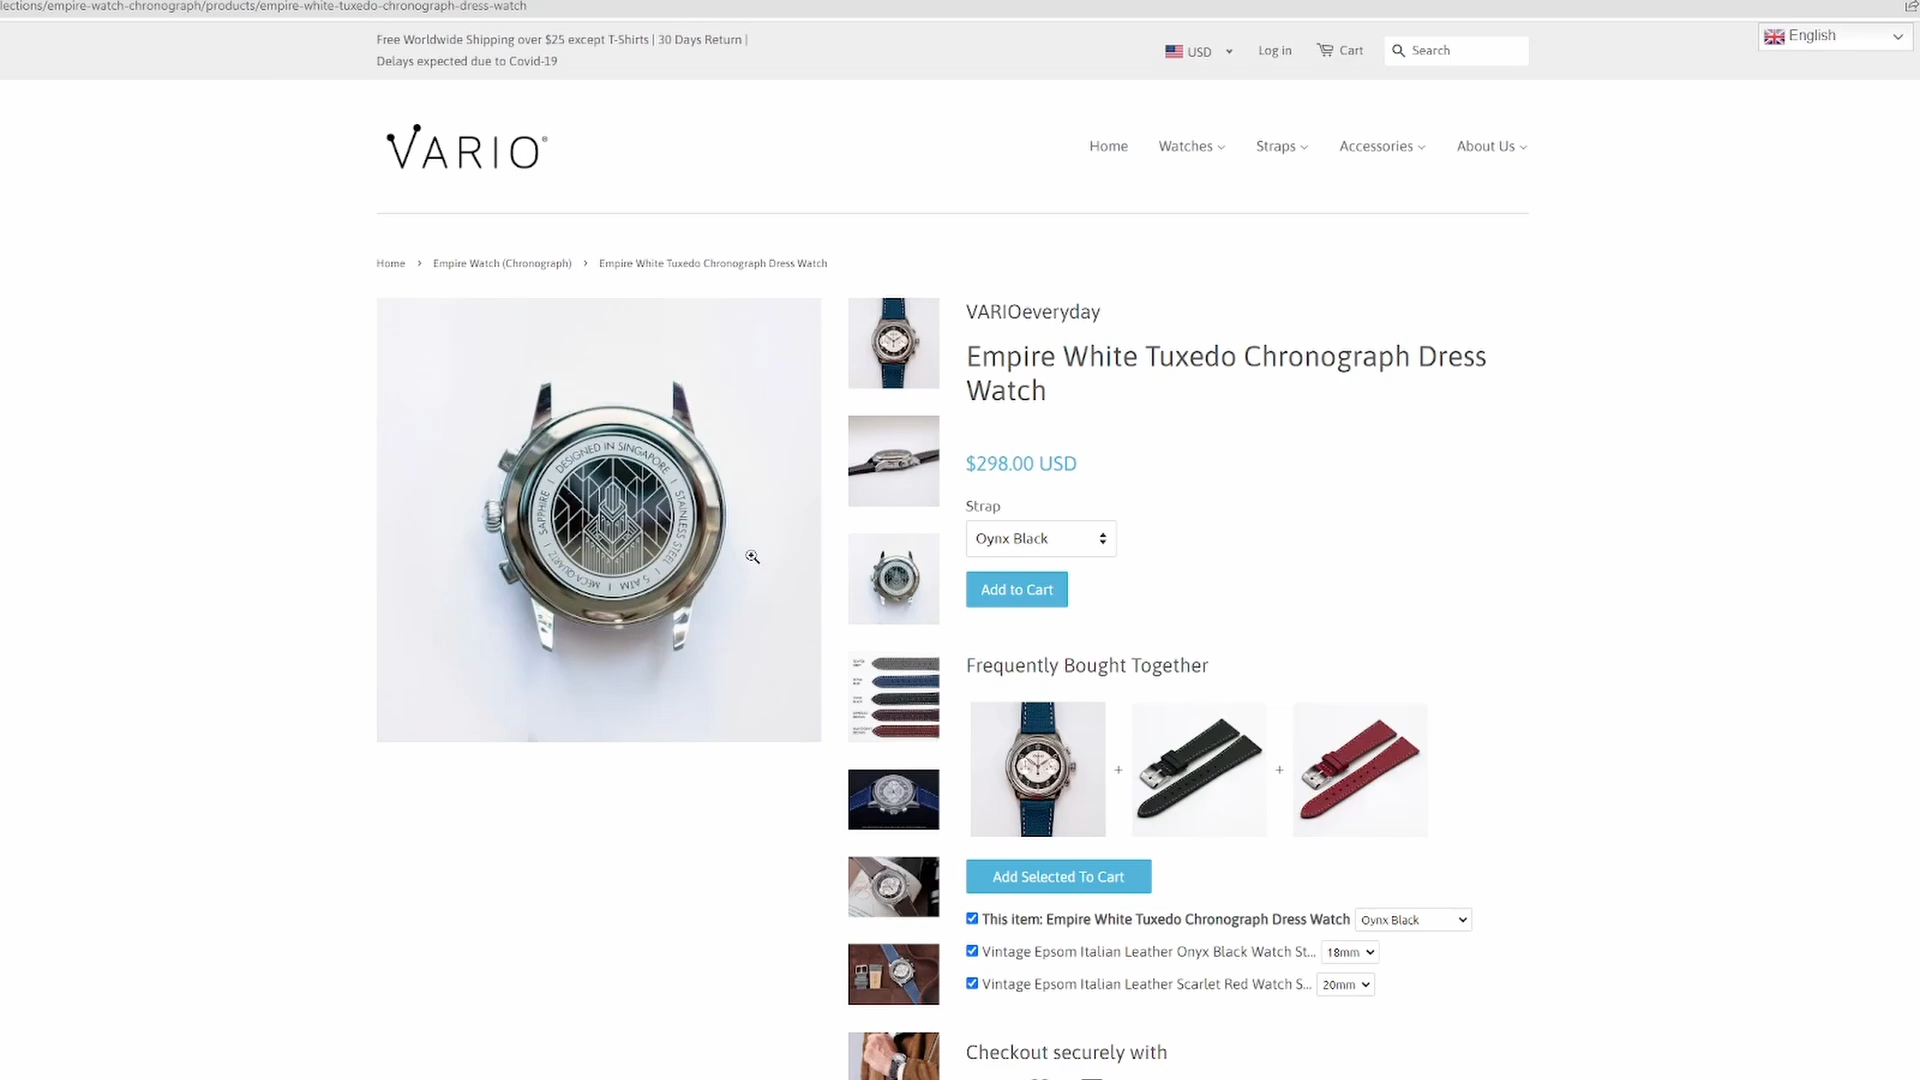 lections/empire-watch-chronograph/products/empire-white-tuxedo-chronograph-dress-watch
Free Worldwide Shipping over $25 except T-Shirts | 30 Days Return |
Delays expected due to Covid-19
USD
Log in
Cart
Search
English
VARIO®
Home
Watches
Straps
Accessories
About Us
Home › Empire Watch (Chronograph) › Empire White Tuxedo Chronograph Dress Watch
DESIGNED IN SINGAPORE | STAINLESS STEEL | 5 ATM | MECA-QUARTZ | SAPPHIRE |
VARIOeveryday
Empire White Tuxedo Chronograph Dress
Watch
$298.00 USD
Strap
Oynx Black
Add to Cart
Frequently Bought Together
+
+
Add Selected To Cart
This item: Empire White Tuxedo Chronograph Dress Watch
Oynx Black
Vintage Epsom Italian Leather Onyx Black Watch St...
18mm
Vintage Epsom Italian Leather Scarlet Red Watch S...
20mm
Checkout securely with